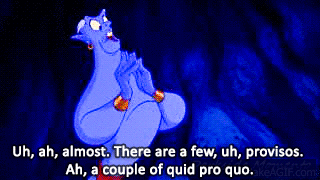 Uh, ah, almost. There are a few, uh, provisos.
Ah, a couple of quid pro quo.